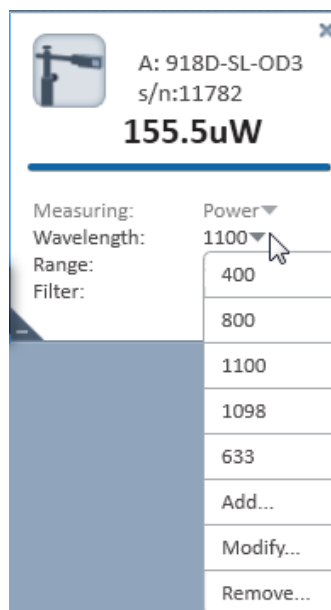 A: 918D-SL-OD3
s/n:11782
155.5uW
Measuring: Power
Wavelength: 1100
Range:
Filter:
400
800
1100
1098
633
Add...
Modify...
Remove...